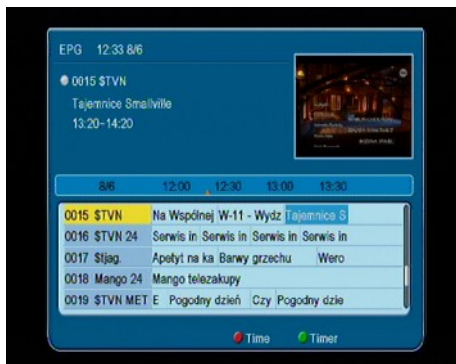 EPG 12:33 8/6
0015 $TVN
Tajemnice Smallville
13:20-14:20
8/6 12:00 12:30 13:00 13:30
0015 $TVN Na Wspólnej W-11 - Wydz Tajemnice S
0016 $TVN 24 Serwis in Serwis in Serwis in Serwis in
0017 $tjag. Apetyt na ka Barwy grzechu Wero
0018 Mango 24 Mango telezakupy
0019 $TVN MET E Pogodny dzień Czy Pogodny dzie
Time Timer